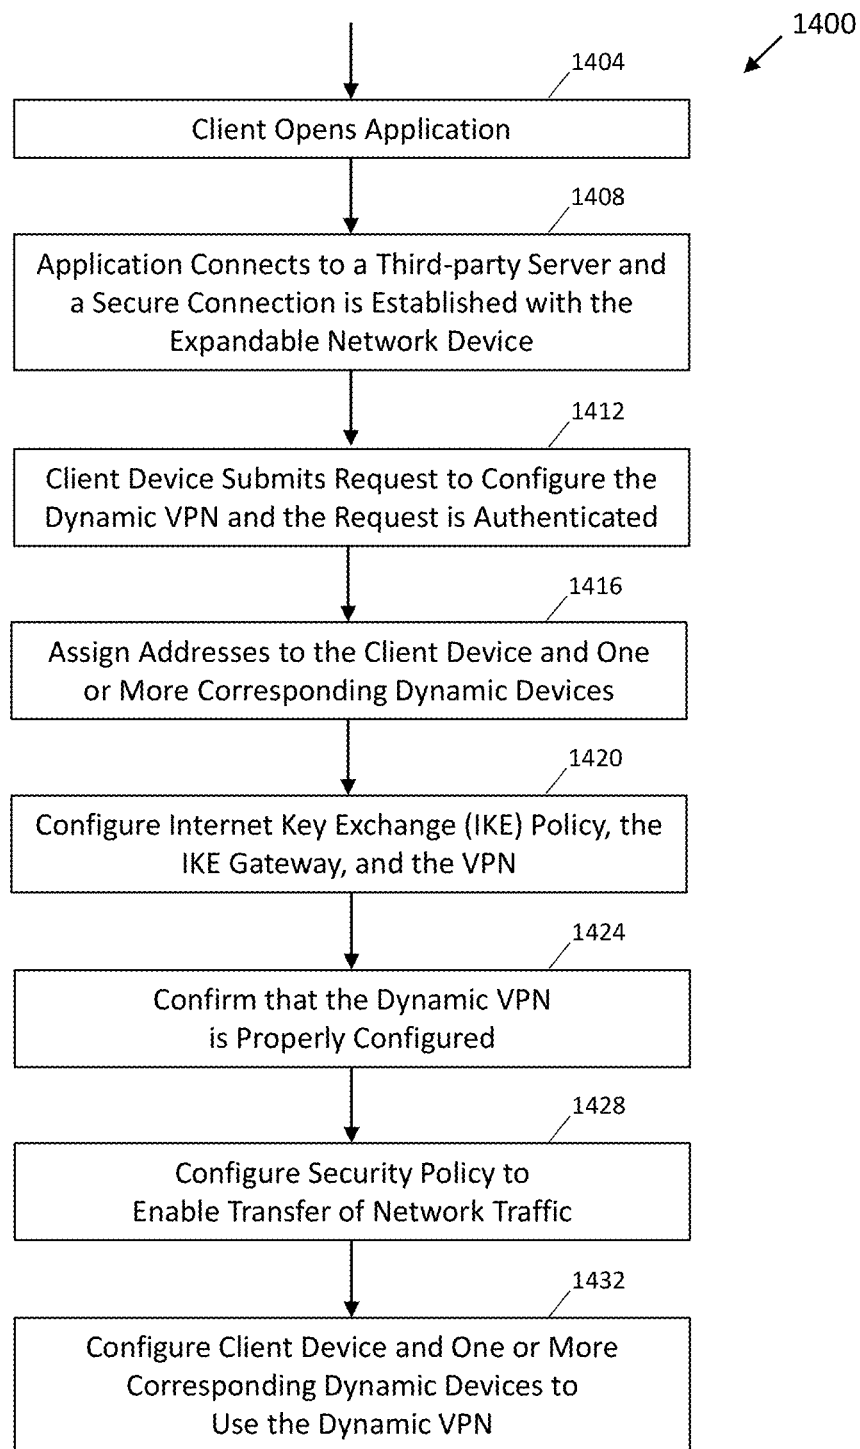 1400
1404
Client Opens Application
1408
Application Connects to a Third-party Server and
a Secure Connection is Established with the
Expandable Network Device
1412
Client Device Submits Request to Configure the
Dynamic VPN and the Request is Authenticated
1416
Assign Addresses to the Client Device and One
or More Corresponding Dynamic Devices
1420
Configure Internet Key Exchange (IKE) Policy, the
IKE Gateway, and the VPN
1424
Confirm that the Dynamic VPN
is Properly Configured
1428
Configure Security Policy to
Enable Transfer of Network Traffic
1432
Configure Client Device and One or More
Corresponding Dynamic Devices to
Use the Dynamic VPN